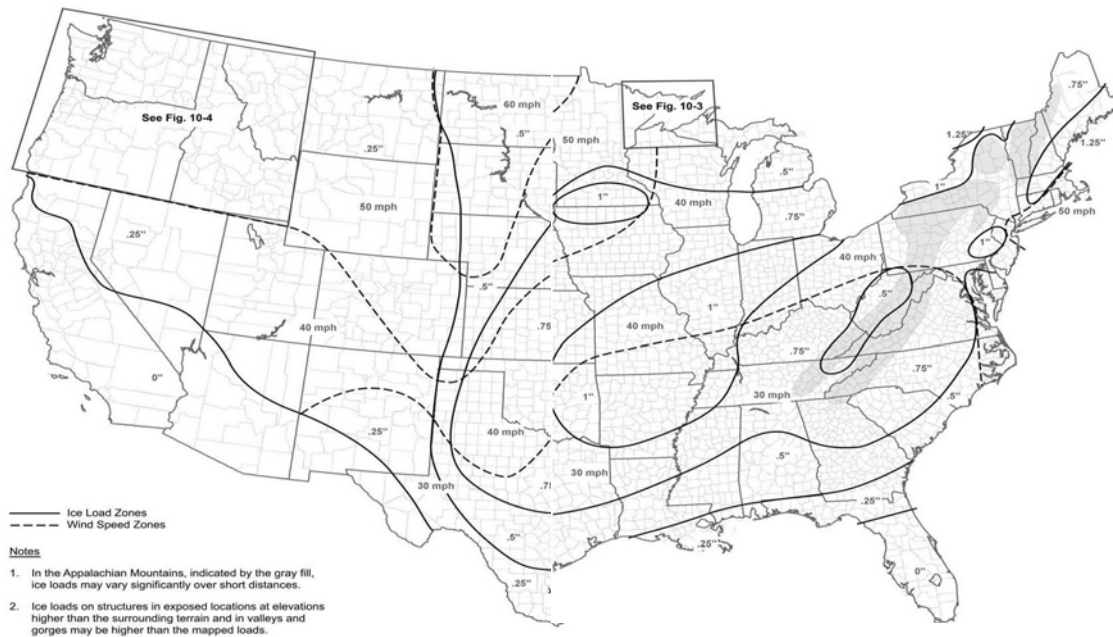 .75"
60 mph
See Fig. 10-3
See Fig. 10-4
.5"
1.25"
50 mph
1.25"
.25"
.5"
1"
1"
40 mph
50 mph
.75"
50 mph
.25"
1"
40 mph
.5"
.5"
1"
40 mph
.75
40 mph
.75"
.75"
0"
30 mph
.25"
1"
.5"
40 mph
.5"
30 mph
30 mph
.75
.25"
Ice Load Zones
Wind Speed Zones
.5"
.25"
Notes
0"
1. In the Appalachian Mountains, indicated by the gray fill,
ice loads may vary significantly over short distances.
.25"
2. Ice loads on structures in exposed locations at elevations
higher than the surrounding terrain and in valleys and
gorges may be higher than the mapped loads.